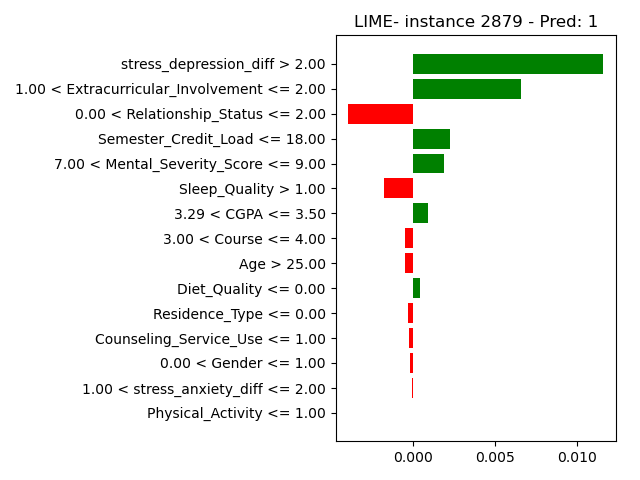 LIME- instance 2879 - Pred: 1
stress_depression_diff > 2.00
1.00 < Extracurricular_Involvement <= 2.00
0.00 < Relationship_Status <= 2.00
Semester_Credit_Load <= 18.00
7.00 < Mental_Severity_Score <= 9.00
Sleep_Quality > 1.00
3.29 < CGPA <= 3.50
3.00 < Course <= 4.00
Age > 25.00
Diet_Quality <= 0.00
Residence_Type <= 0.00
Counseling_Service_Use <= 1.00
0.00 < Gender <= 1.00
1.00 < stress_anxiety_diff <= 2.00
Physical_Activity <= 1.00
0.000 0.005 0.010